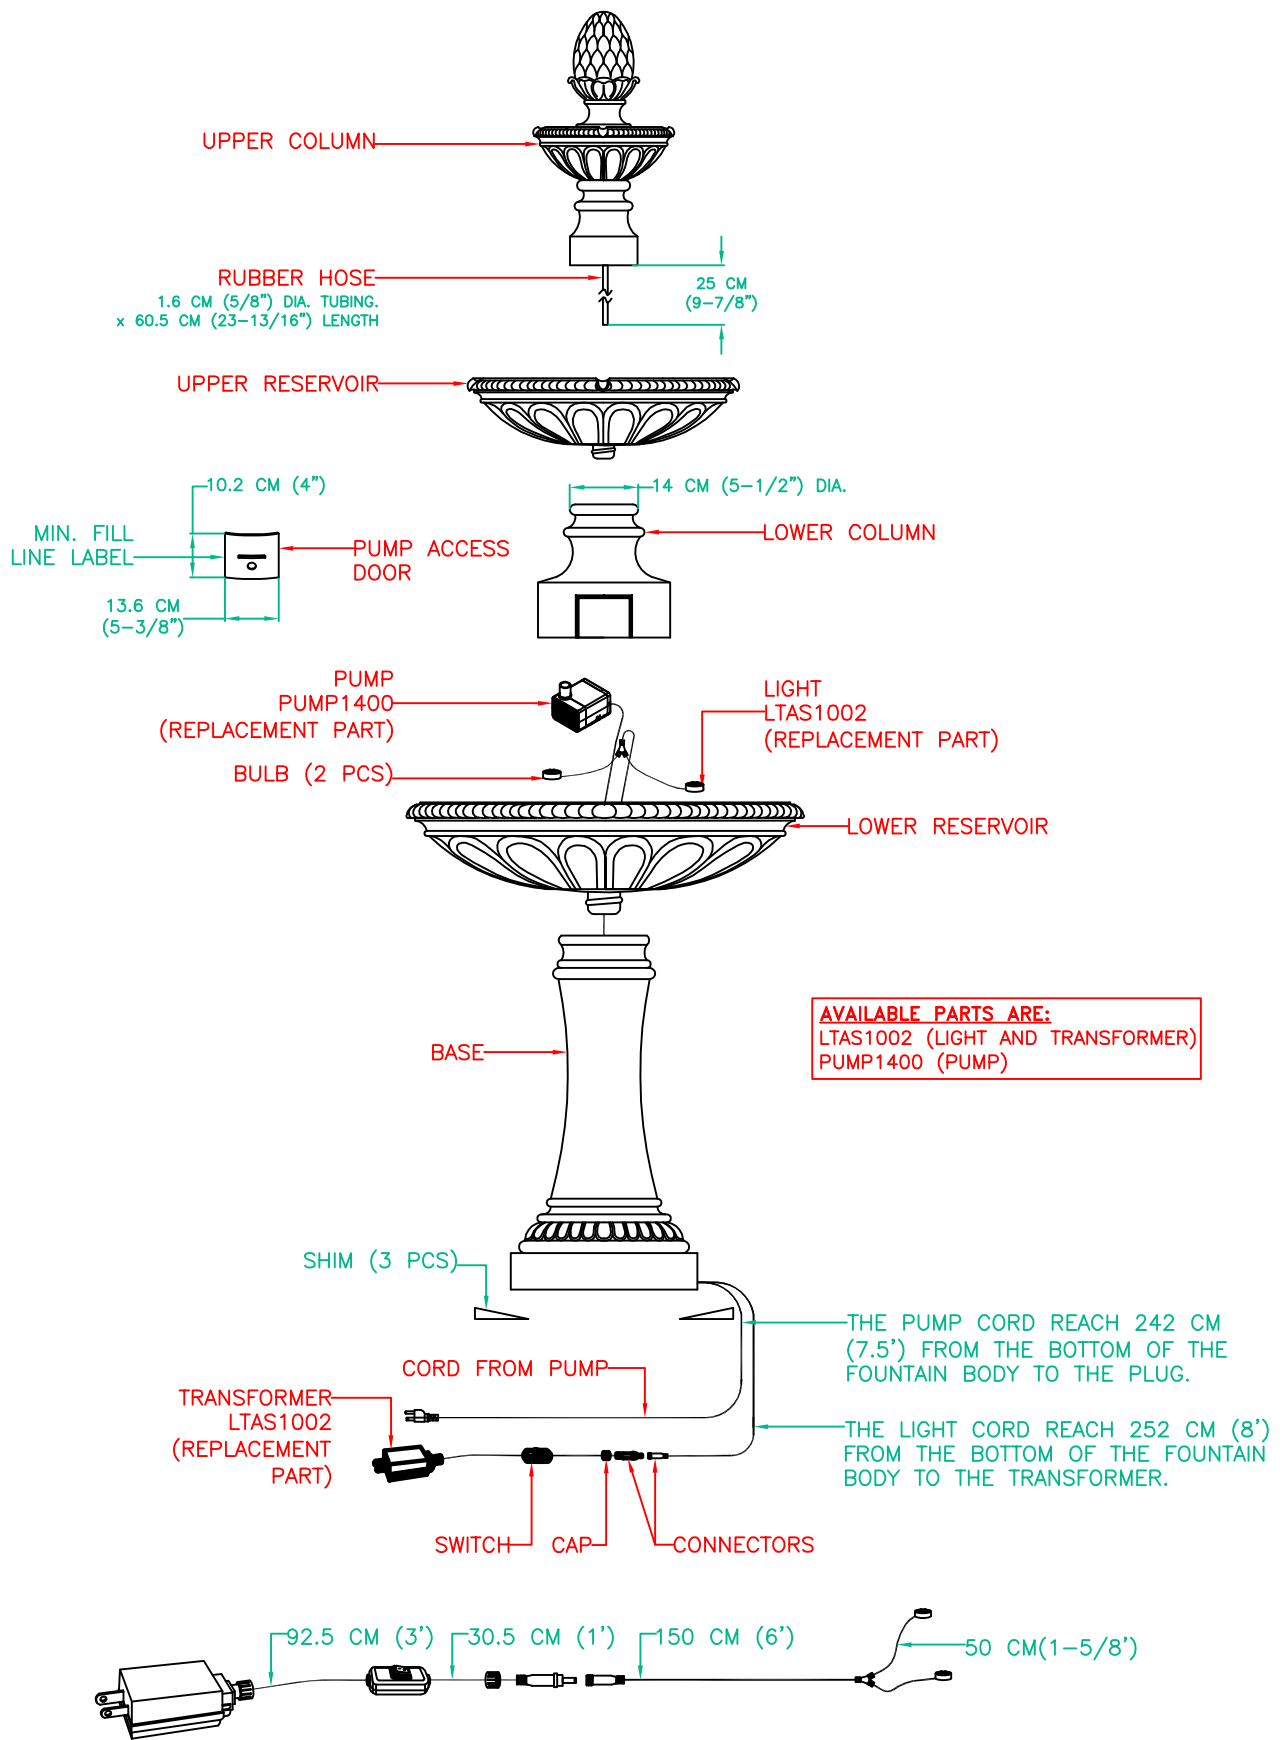 UPPER COLUMN
RUBBER HOSE
1.6 CM (5/8") DIA. TUBING.
x 60.5 CM (23-13/16") LENGTH
25 CM
(9-7/8")
UPPER RESERVOIR
10.2 CM (4")
14 CM (5-1/2") DIA.
MIN. FILL
LINE LABEL
PUMP ACCESS
DOOR
LOWER COLUMN
13.6 CM
(5-3/8")
PUMP
PUMP1400
(REPLACEMENT PART)
LIGHT
LTAS1002
(REPLACEMENT PART)
BULB (2 PCS)
LOWER RESERVOIR
BASE
AVAILABLE PARTS ARE:
LTAS1002 (LIGHT AND TRANSFORMER)
PUMP1400 (PUMP)
SHIM (3 PCS)
THE PUMP CORD REACH 242 CM
(7.5') FROM THE BOTTOM OF THE
FOUNTAIN BODY TO THE PLUG.
CORD FROM PUMP
TRANSFORMER
LTAS1002
(REPLACEMENT
PART)
THE LIGHT CORD REACH 252 CM (8')
FROM THE BOTTOM OF THE FOUNTAIN
BODY TO THE TRANSFORMER.
SWITCH
CAP
CONNECTORS
92.5 CM (3')
30.5 CM (1')
150 CM (6')
50 CM(1-5/8')